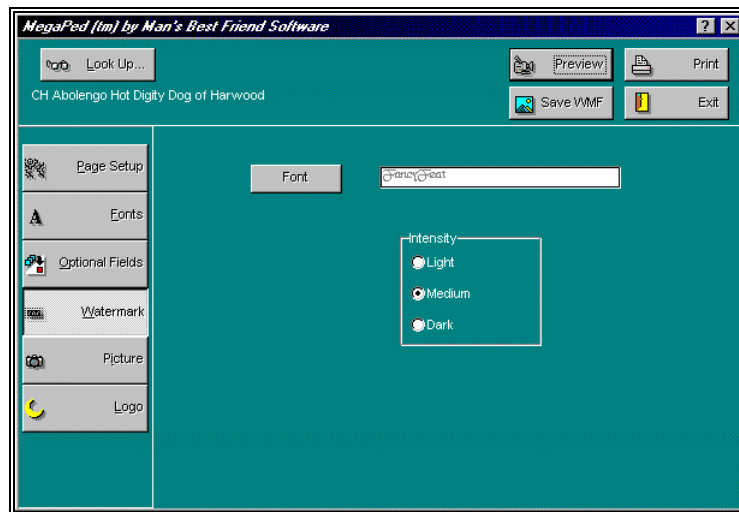 MegaPed (tm) by Man's Best Friend Software
Look Up...
Preview
Print
CH Abolengo Hot Digity Dog of Harwood
Save WMF
Exit
Page Setup
Font
FancyFeat
Fonts
Intensity
Optional Fields
Light
Medium
Watermark
Dark
Picture
Logo